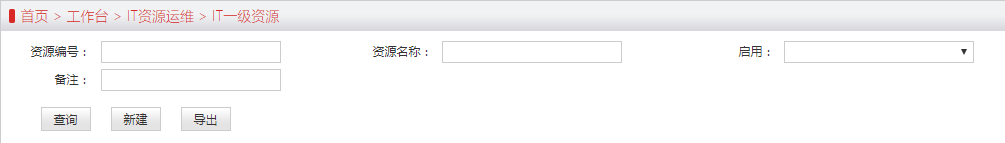 首页 > 工作台 > IT资源运维 > IT一级资源
资源编号： 资源名称： 启用：
备注：
查询 新建 导出